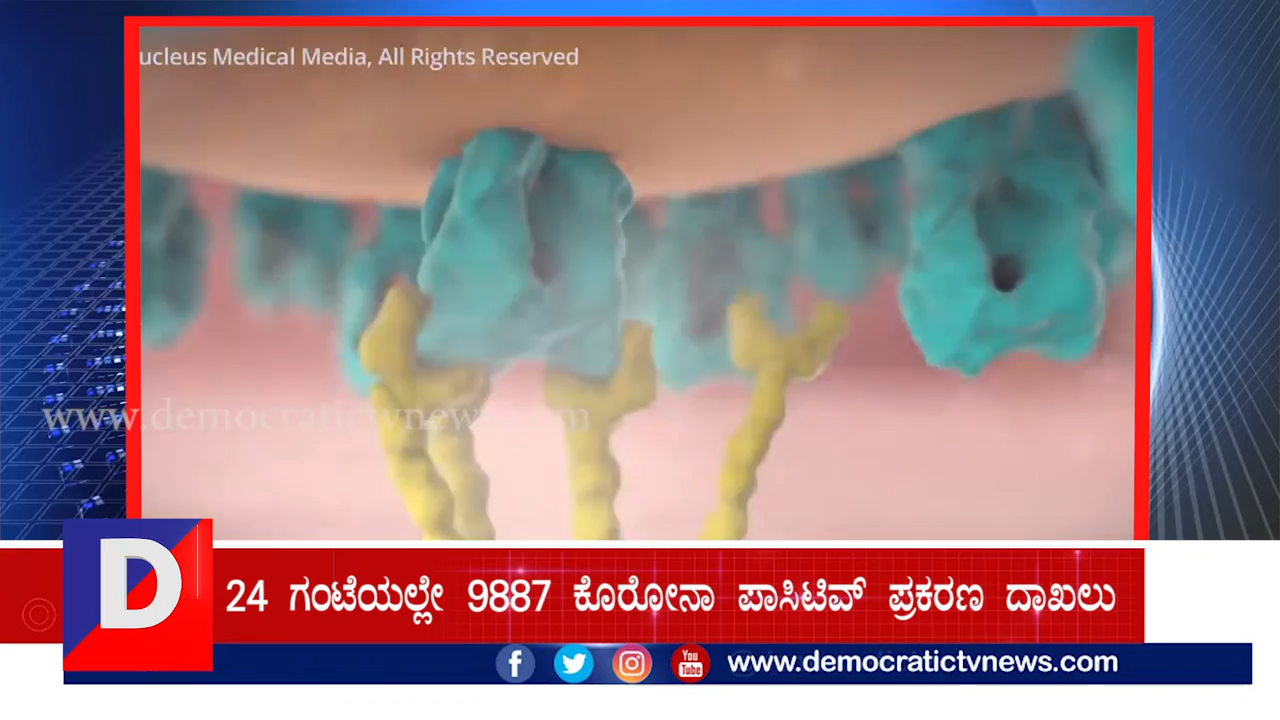 ucleus Medical Media, All Rights Reserved
www.democratictvnews.com
D
24 ಗಂಟೆಯಲ್ಲೇ 9887 ಕೊರೋನಾ ಪಾಸಿಟಿವ್ ಪ್ರಕರಣ ದಾಖಲು
You Tube www.democratictvnews.com